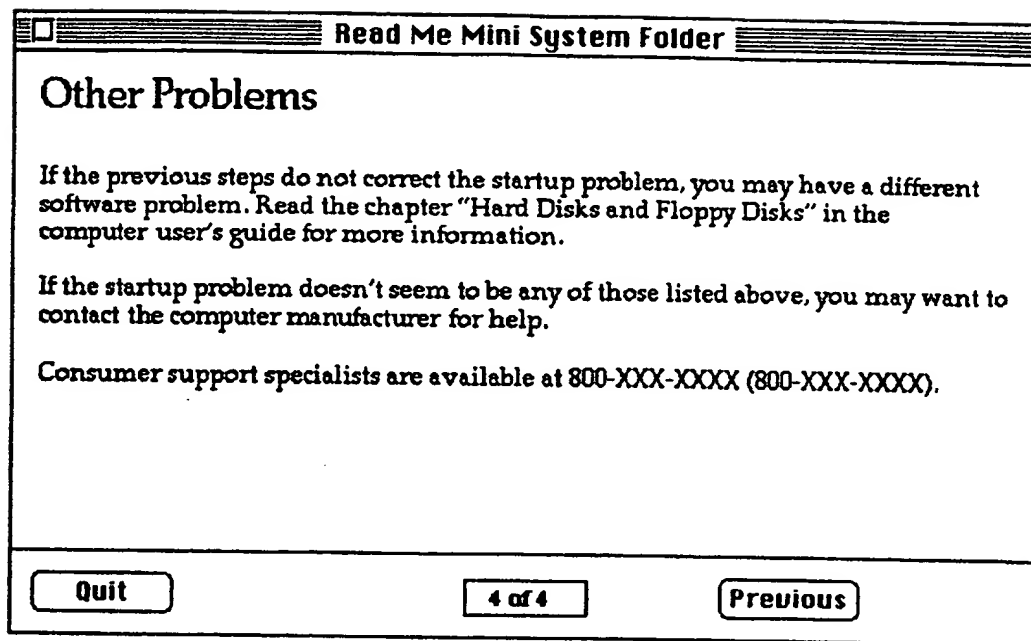 Read Me Mini System Folder
Other Problems
If the previous steps do not correct the startup problem, you may have a different
software problem. Read the chapter “Hard Disks and Floppy Disks” in the
computer user's guide for more information.
If the startup problem doesn't seem to be any of those listed above, you may want to
contact the computer manufacturer for help.
Consumer support specialists are available at 800-XXX-XXXX (800-XXX-XXXX).
Quit
4 of 4
Previous